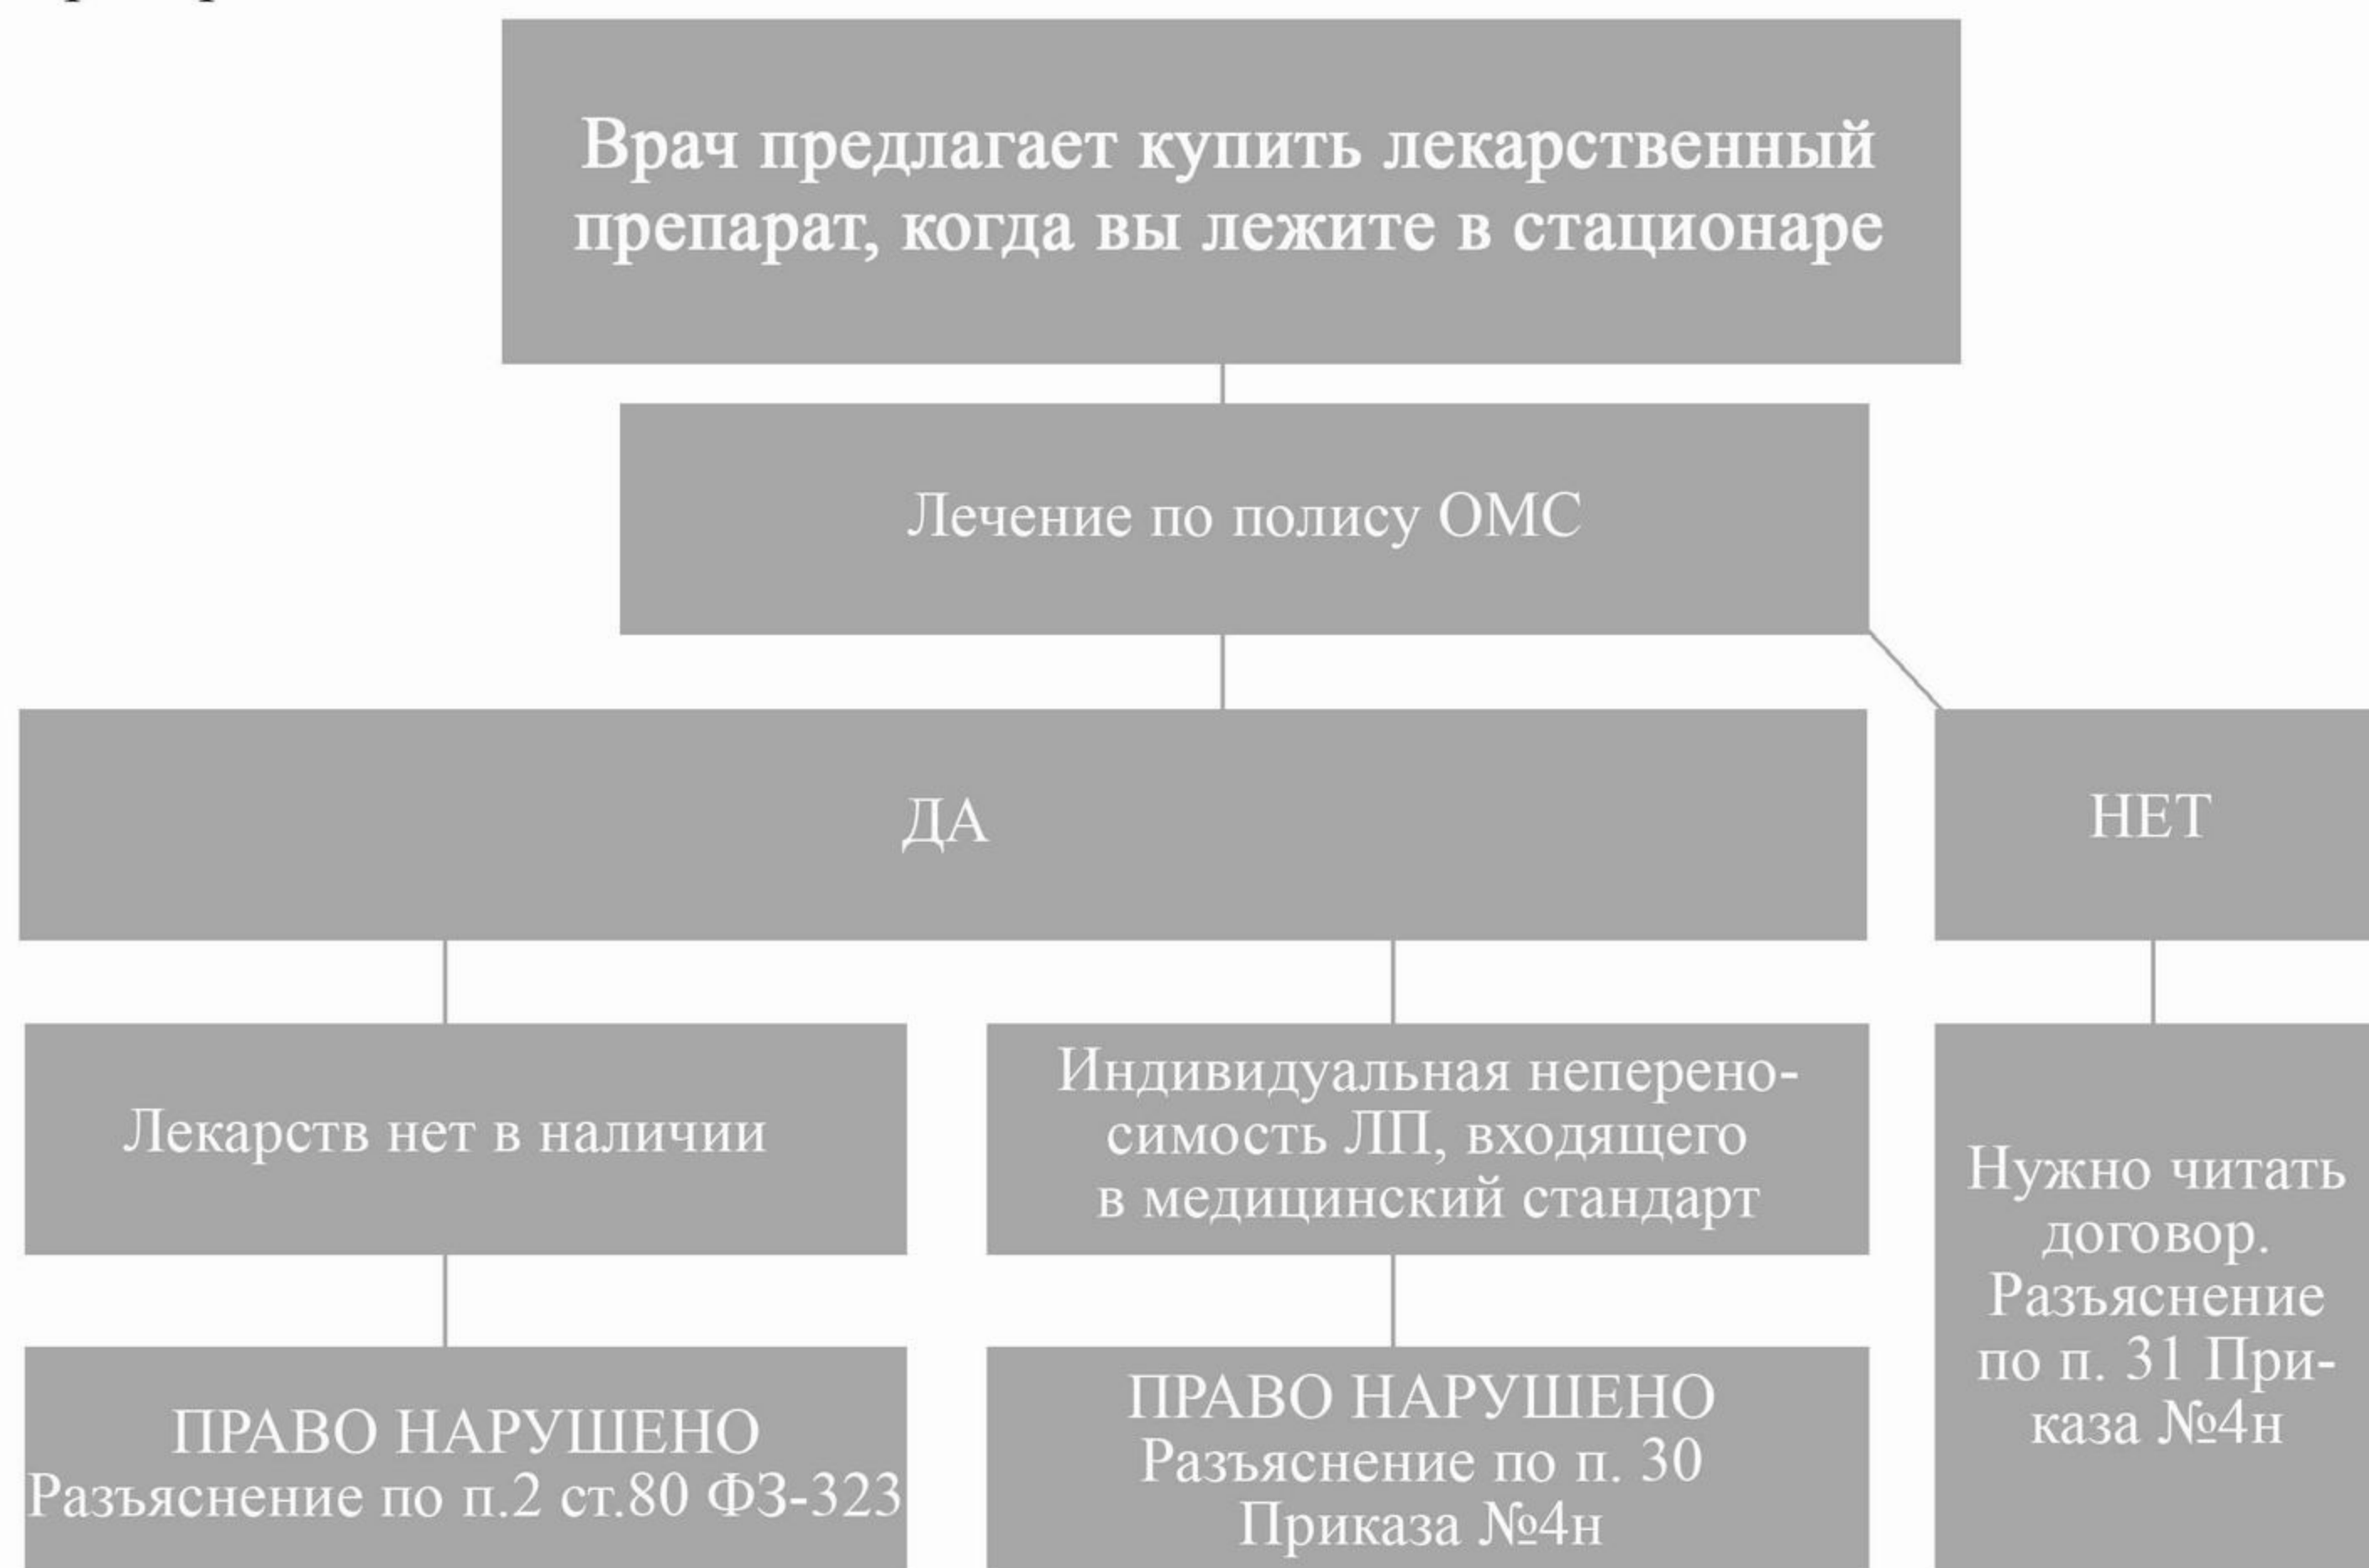 Врач предлагает купить лекарственный
препарат, когда вы лежите в стационаре
Лечение по полису ОМС
ДА
НЕТ
Лекарств нет в наличии
Индивидуальная неперено-
симость ЛП, входящего
в медицинский стандарт
Нужно читать
договор.
Разъяснение
по п. 31 При-
каза №4н
ПРАВО НАРУШЕНО
Разъяснение по п.2 ст.80 ФЗ-323
ПРАВО НАРУШЕНО
Разъяснение по п. 30
Приказа №4н